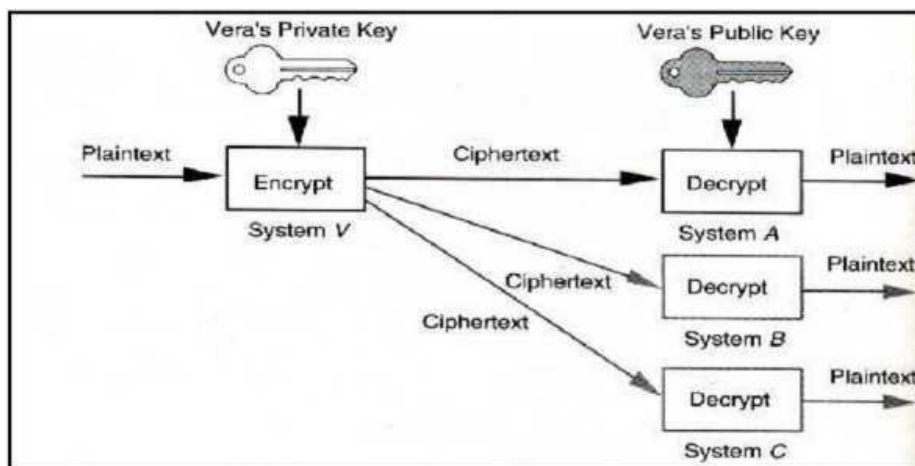 Vera's Private Key
Vera's Public Key
Plaintext
Ciphertext
Plaintext
Encrypt
Decrypt
System V
System A
Ciphertext
Plaintext
Decrypt
Ciphertext
System B
Plaintext
Decrypt
System C